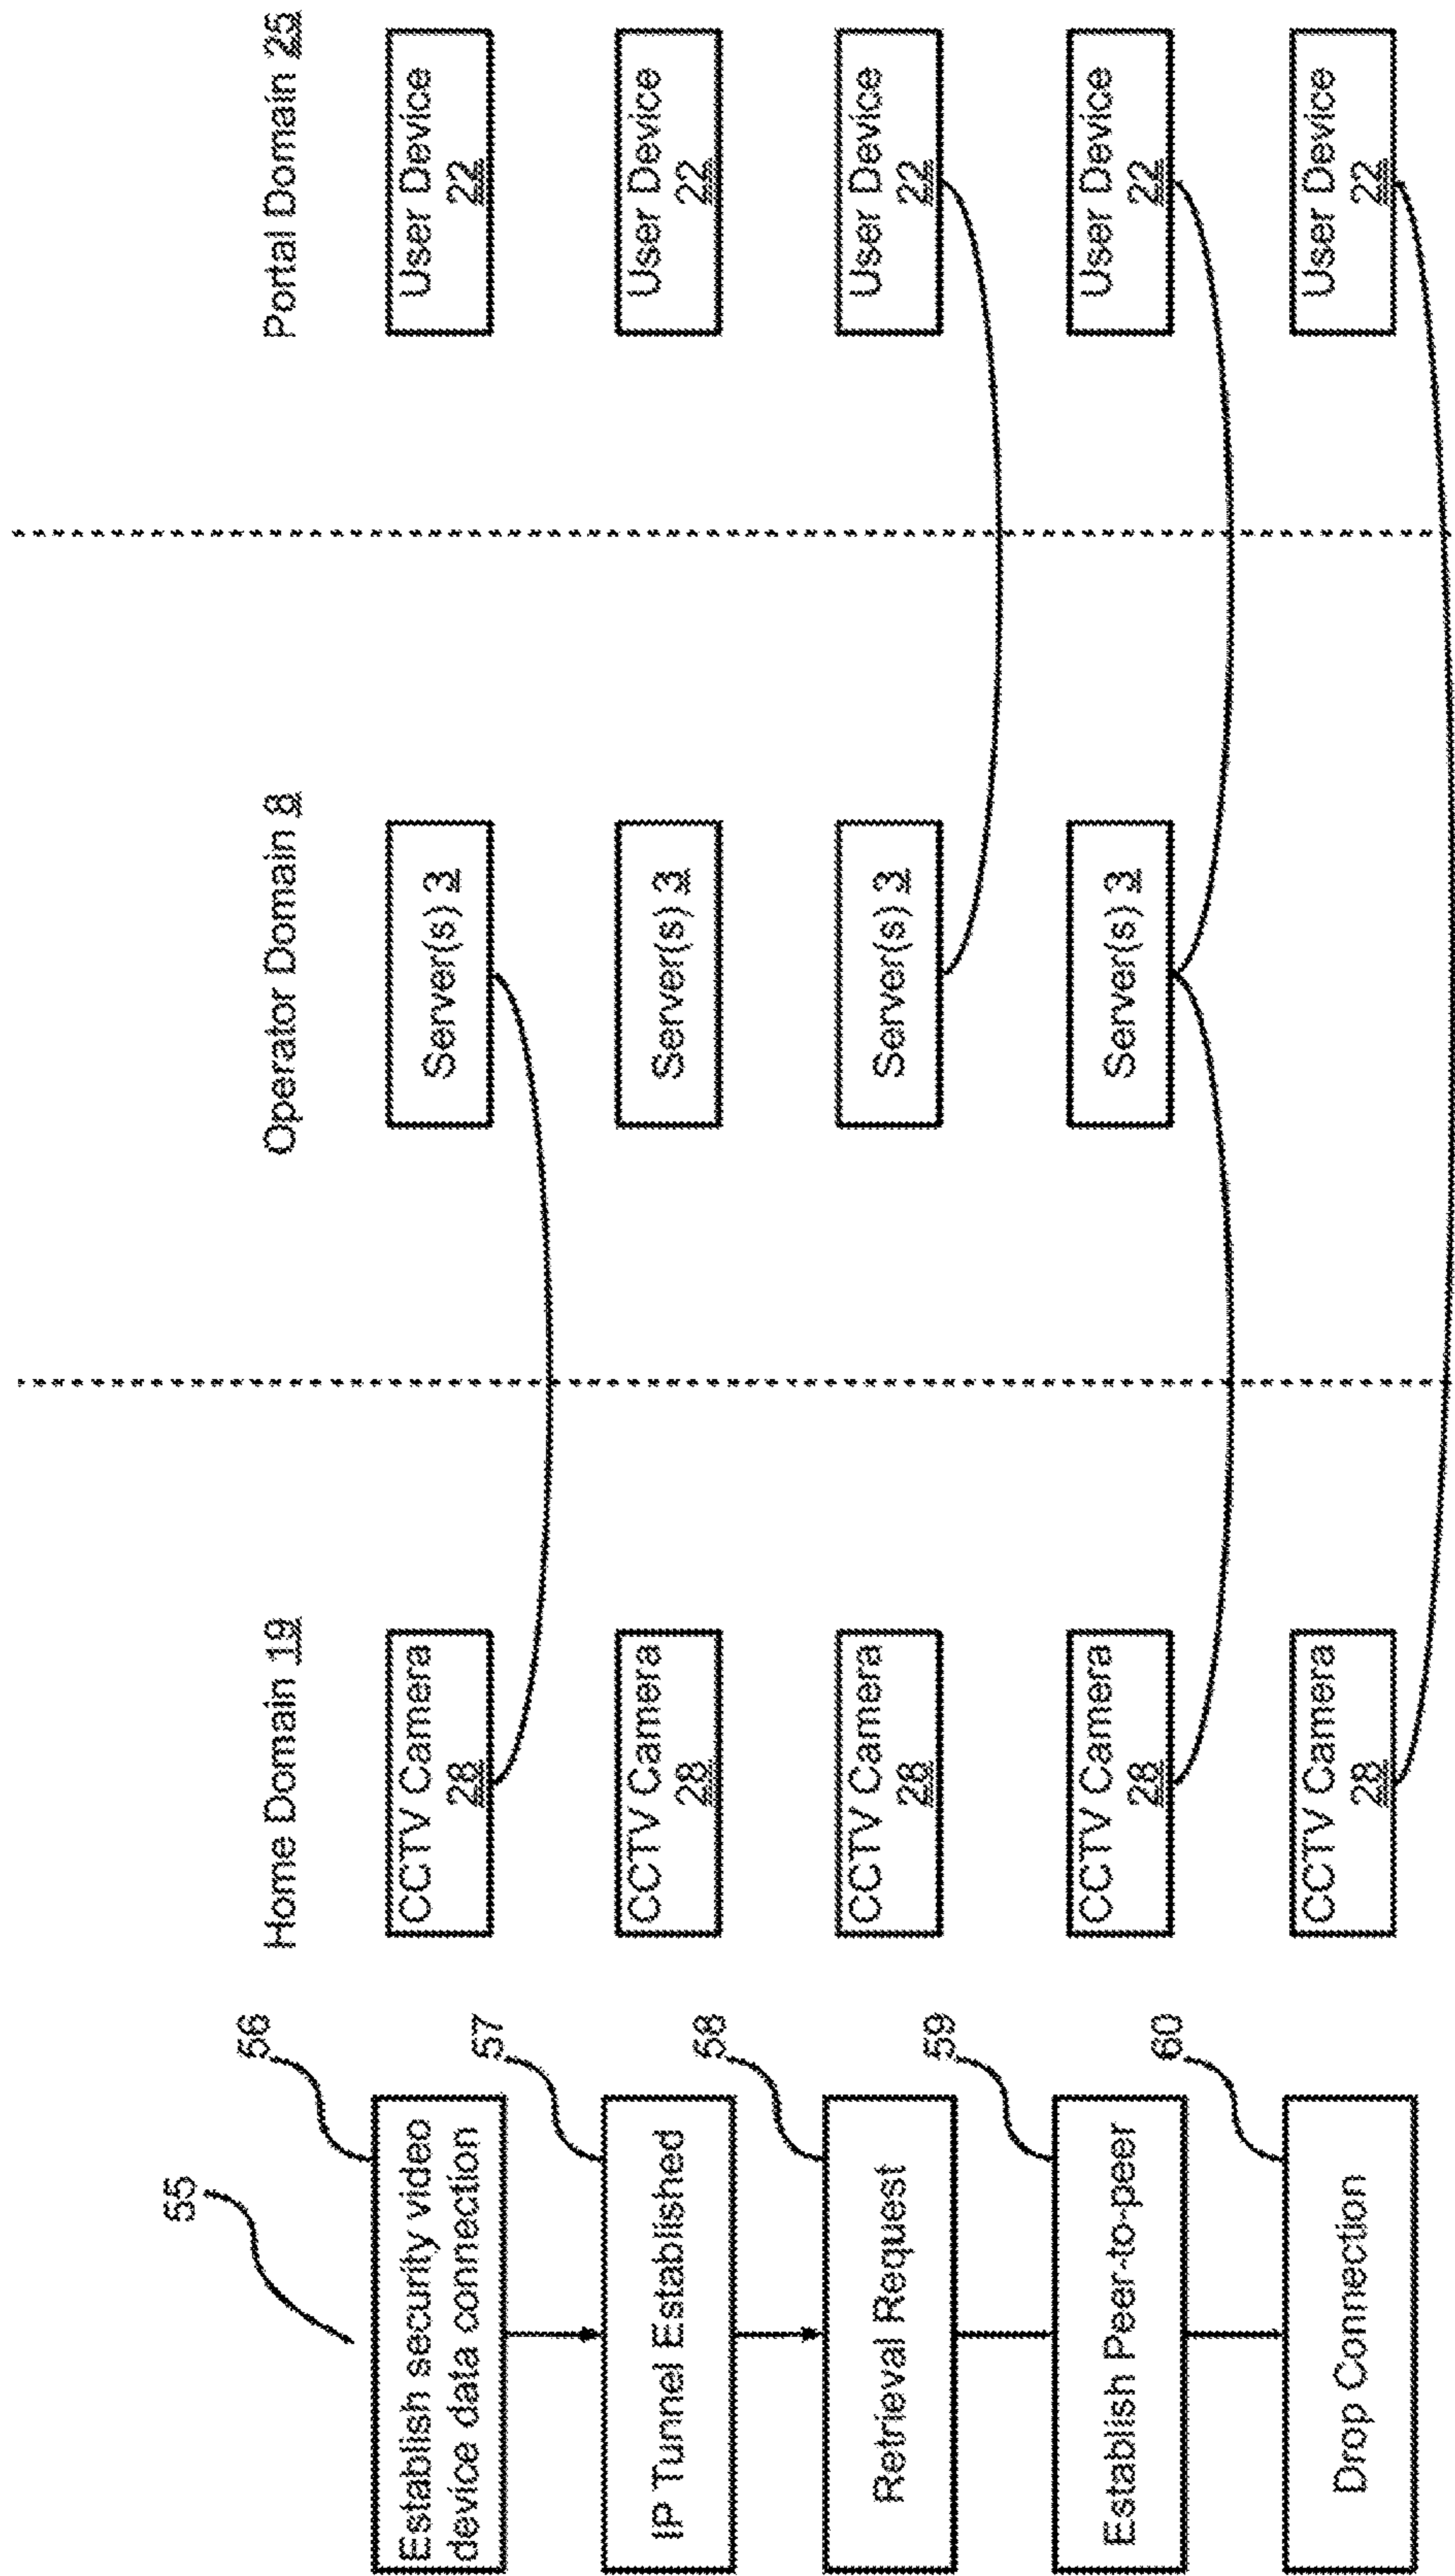 Home Domain 19
Operator Domain 8
Portal Domain 25
55
56
Establish security video
device data connection
CCTV Camera
28
Server(s) 3
User Device
22
57
IP Tunnel Established
CCTV Camera
28
Server(s) 3
User Device
22
58
Retrieval Request
CCTV Camera
28
Server(s) 3
User Device
22
59
Establish Peer-to-peer
CCTV Camera
28
Server(s) 3
User Device
22
60
Drop Connection
CCTV Camera
28
User Device
22